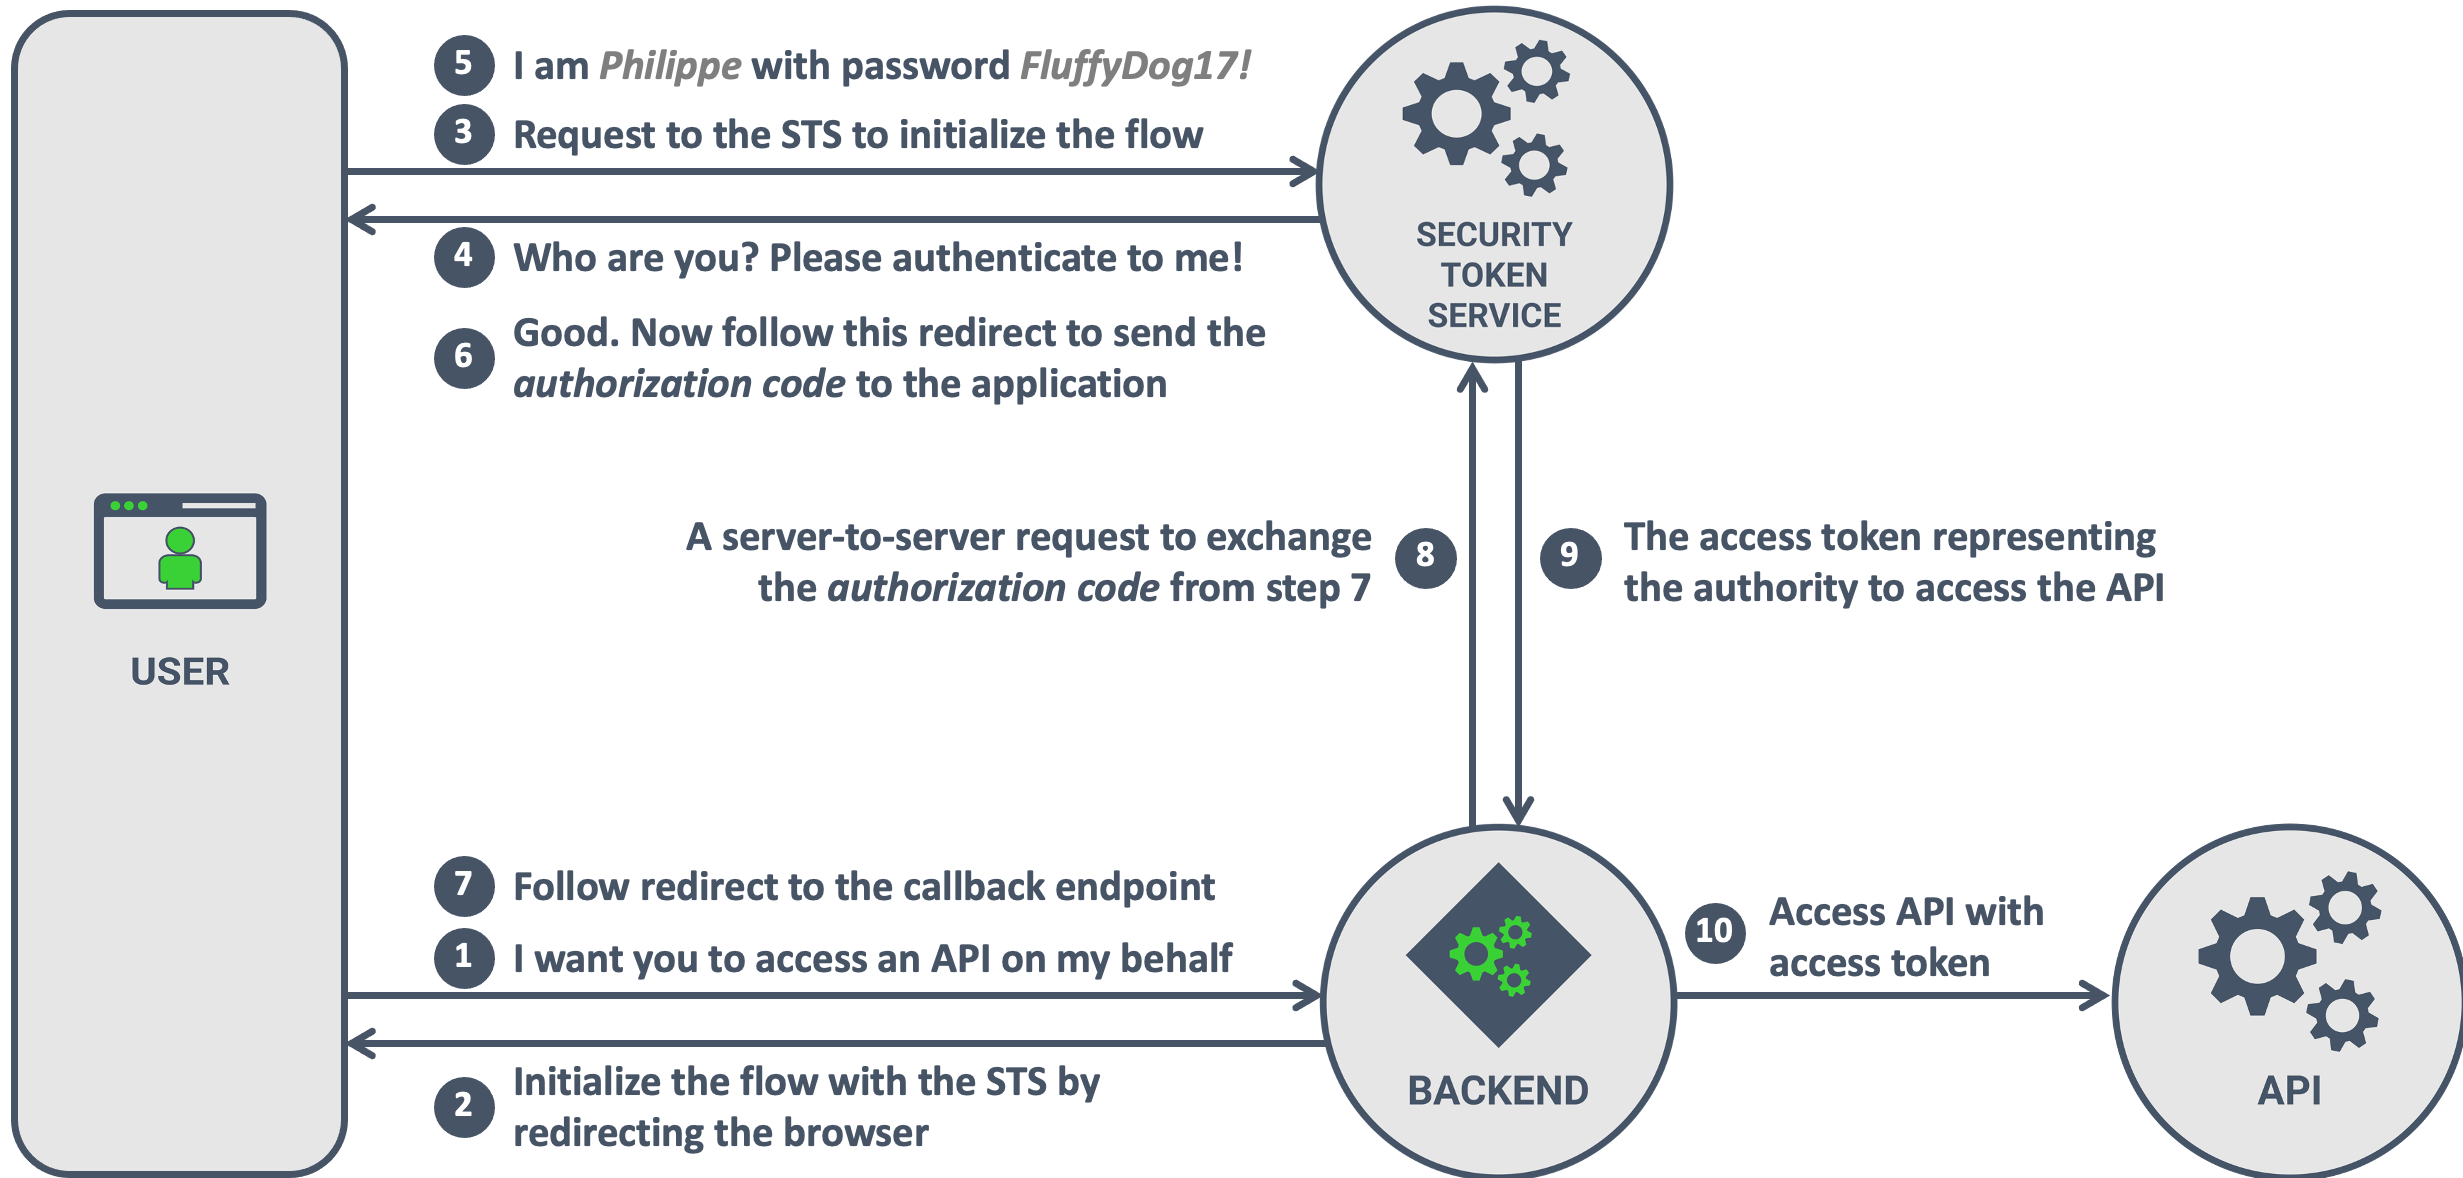 5 I am Philippe with password FluffyDog17!
3 Request to the STS to initialize the flow
4 Who are you? Please authenticate to me!
6 Good. Now follow this redirect to send the
authorization code to the application
SECURITY
TOKEN
SERVICE
USER
A server-to-server request to exchange
the authorization code from step 7
8
9 The access token representing
the authority to access the API
7 Follow redirect to the callback endpoint
1 I want you to access an API on my behalf
2 Initialize the flow with the STS by
redirecting the browser
BACKEND
10 Access API with
access token
API